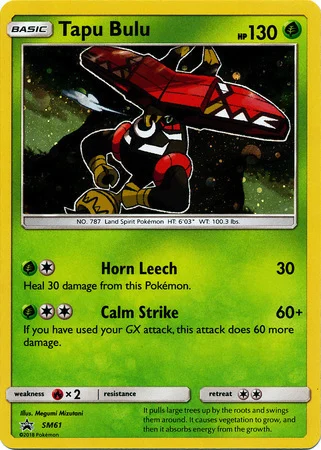 BASIC Tapu Bulu HP 130
NO. 787 Land Spirit Pokémon HT: 6'03" WT: 100.3 lbs.
Horn Leech 30
Heal 30 damage from this Pokémon.
Calm Strike 60+
If you have used your GX attack, this attack does 60 more
damage.
weakness × 2 resistance retreat
Illus. Megumi Mizutani
SM61
©2018 Pokémon
It pulls large trees up by the roots and swings
them around. It causes vegetation to grow, and
then it absorbs energy from the growth.